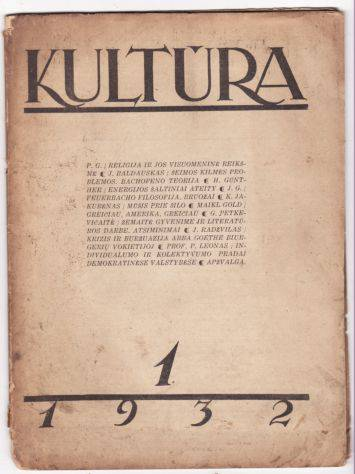 KULTŪRA
P. G.: RELIGIJA IR JOS VISUOMENINĖ REIKŠ-
MĖ ¶ J. BALDAUSKAS: ŠEIMOS KILMĖS PRO-
BLEMOS. BACHOFENO TEORIJA ¶ H. GÜNT-
HER: ENERGIJOS ŠALTINIAI ATEITY ¶ J. G.:
FEUERBACHO FILOSOFIJA. BRUOŽAI ¶ K. JA-
KUBĖNAS: MŪŠIS PRIE ŠILO ¶ MAIKL GOLD:
GREIČIAU, AMERIKA, GREIČIAU ¶ G. PETKE-
VIČAITĖ: ŽEMAITĖ GYVENIME IR LITERATŪ-
ROS DARBE. ATSIMINIMAI ¶ J. RADŽVILAS:
KRIZIS IR BURŽUAZIJA ARBA GOETHE BIUR-
GERIŲ VOKIETIJOJ ¶ PROF. P. LEONAS: IN-
DIVIDUALUMO IR KOLEKTYVUMO PRADAI
DEMOKRATINĖSE VALSTYBĖSE ¶ APŽVALGA.
1
1932